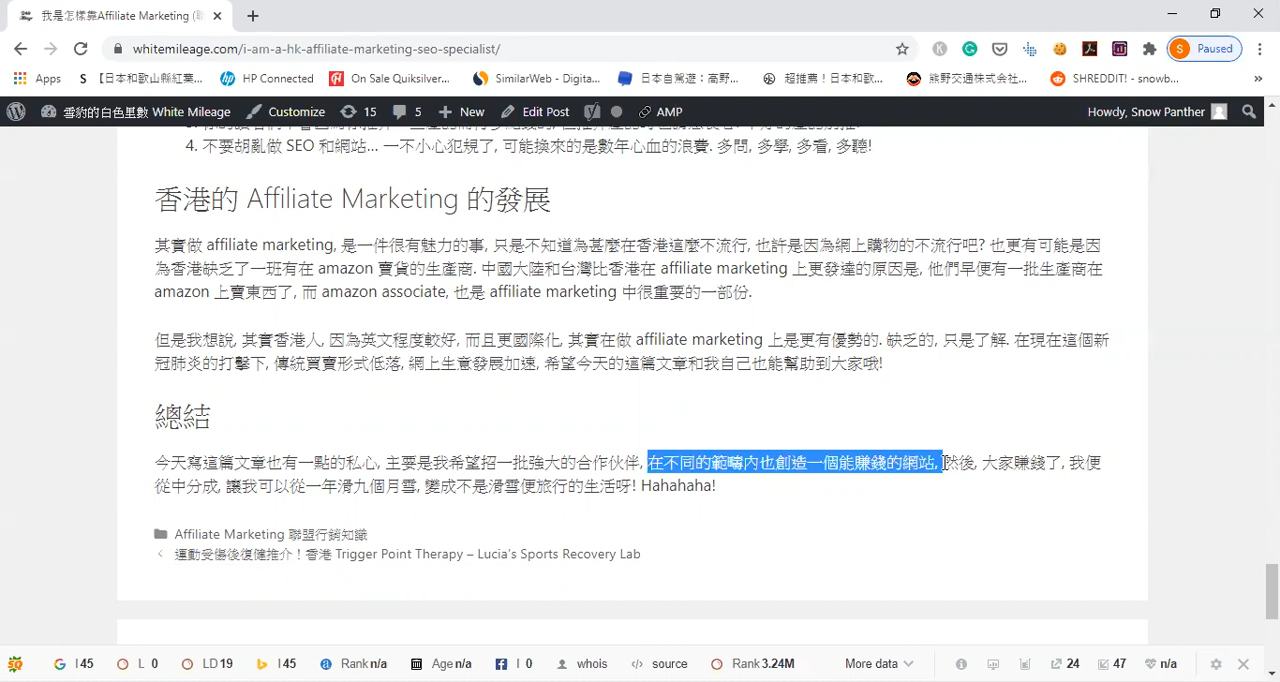 我是怎樣靠Affiliate Marketing (
whitemileage.com/i-am-a-hk-affiliate-marketing-seo-specialist/
Paused
Apps
【日本和歌山縣紅葉...
HP Connected
On Sale Quiksilver...
SimilarWeb - Digita...
日本自駕遊
超推薦！日本和歌...
熊野交通株式会社...
SHREDDIT! - snowb...
雪豹的白色里數 White Mileage
Customize
15
5
New
Edit Post
AMP
Howdy, Snow Panther
4. 不要胡亂做 SEO 和網站... 一不小心犯規了, 可能換來的是數年心血的浪費. 多問, 多學, 多看, 多聽!
香港的 Affiliate Marketing 的發展
其實做 affiliate marketing, 是一件很有魅力的事, 只是不知道為甚麼在香港這麼不流行, 也許是因為網上購物的不流行吧? 也更有可能是因
為香港缺乏了一班有在 amazon 賣貨的生產商. 中國大陸和台灣比香港在 affiliate marketing 上更發達的原因是, 他們早便有一批生產商在
amazon 上賣東西了, 而 amazon associate, 也是 affiliate marketing 中很重要的一部份.
但是我想說, 其實香港人, 因為英文程度較好, 而且更國際化, 其實在做 affiliate marketing 上是更有優勢的. 缺乏的, 只是了解. 在現在這個新
冠肺炎的打擊下, 傳統買賣形式低落, 網上生意發展加速, 希望今天的這篇文章和我自己也能幫助到大家哦!
總結
今天寫這篇文章也有一點的私心, 主要是我希望招一批強大的合作伙伴, 在不同的範疇內也創造一個能賺錢的網站, 然後, 大家賺錢了, 我便
從中分成, 讓我可以從一年滑九個月雪, 變成不是滑雪便旅行的生活呀! Hahahaha!
Affiliate Marketing 聯盟行銷知識
運動受傷後復健推介！香港 Trigger Point Therapy – Lucia's Sports Recovery Lab
I 45
L 0
LD 19
I 45
Rank n/a
Age n/a
I 0
whois
source
Rank 3.24M
More data
24
47
n/a